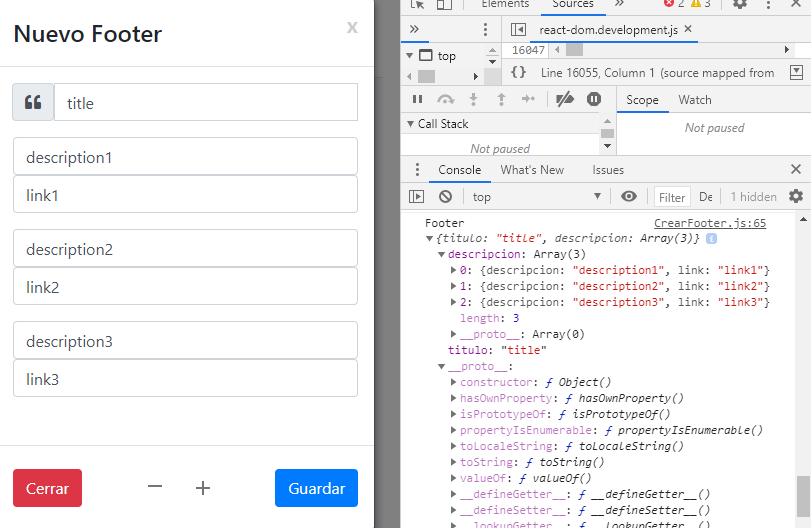 Nuevo Footer
x
title
description1
link1
description2
link2
description3
link3
Cerrar
Guardar
Elements
Sources
»
2
3
»
react-dom.development.js ×
top
16047
{} Line 16055, Column 1 (source mapped from
Call Stack
Not paused
Scope
Watch
Not paused
Console
What's New
Issues
top
Filter
De
1 hidden
Footer
CrearFooter.js:65
{titulo: "title", descripcion: Array(3)} i
descripcion: Array(3)
0: {descripcion: "description1", link: "link1"}
1: {descripcion: "description2", link: "link2"}
2: {descripcion: "description3", link: "link3"}
length: 3
__proto__: Array(0)
titulo: "title"
__proto__:
constructor: ƒ Object()
hasOwnProperty: ƒ hasOwnProperty()
isPrototypeOf: ƒ isPrototypeOf()
propertyIsEnumerable: ƒ propertyIsEnumerable()
toLocaleString: ƒ toLocaleString()
toString: ƒ toString()
valueOf: ƒ valueOf()
__defineGetter__: ƒ __defineGetter__()
__defineSetter__: ƒ __defineSetter__()
__lookupGetter__: ƒ __lookupGetter__()